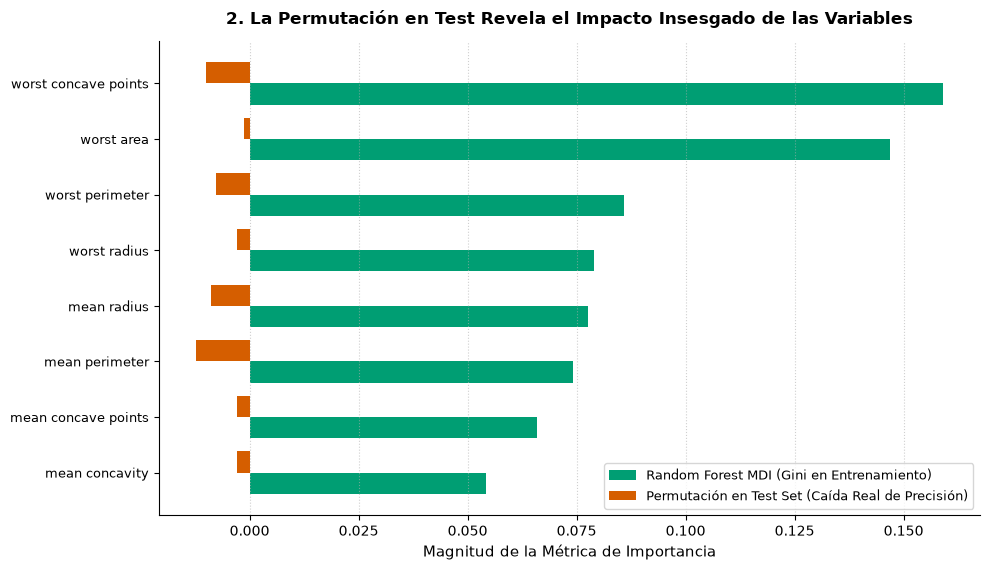 2. La Permutación en Test Revela el Impacto Insesgado de las Variables
worst concave points
worst area
worst perimeter
worst radius
mean radius
mean perimeter
mean concave points
mean concavity
Random Forest MDI (Gini en Entrenamiento)
Permutación en Test Set (Caída Real de Precisión)
0.000 0.025 0.050 0.075 0.100 0.125 0.150
Magnitud de la Métrica de Importancia